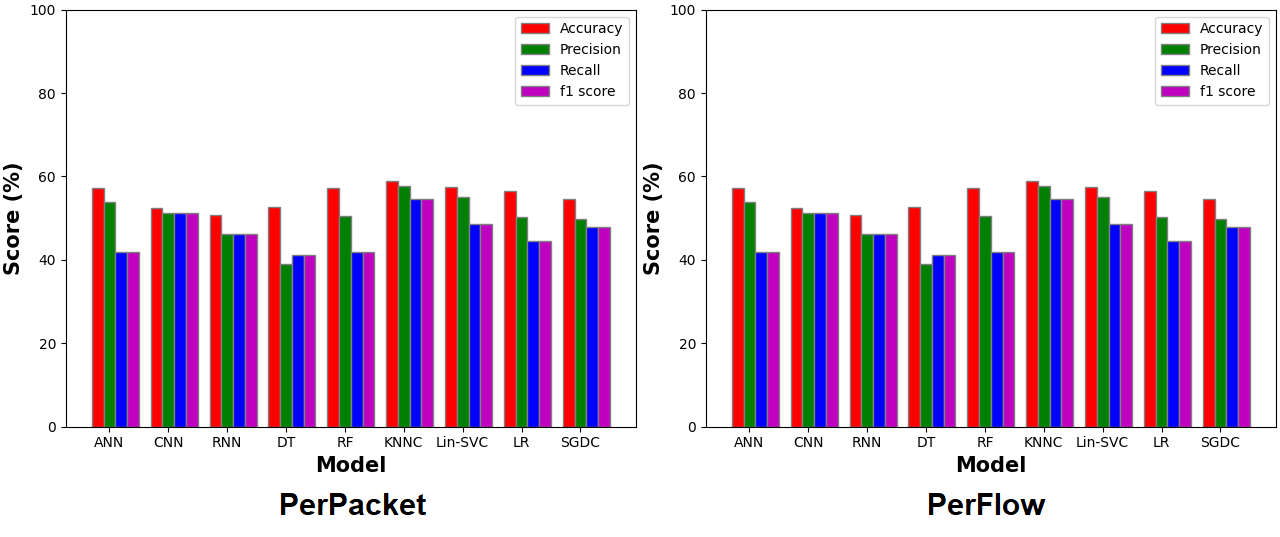 100
80
60
40
20
0
Score (%)
Accuracy
Precision
Recall
f1 score
ANN CNN RNN DT RF KNNC Lin-SVC LR SGDC
Model
PerPacket
100
80
60
40
20
0
Score (%)
Accuracy
Precision
Recall
f1 score
ANN CNN RNN DT RF KNNC Lin-SVC LR SGDC
Model
PerFlow